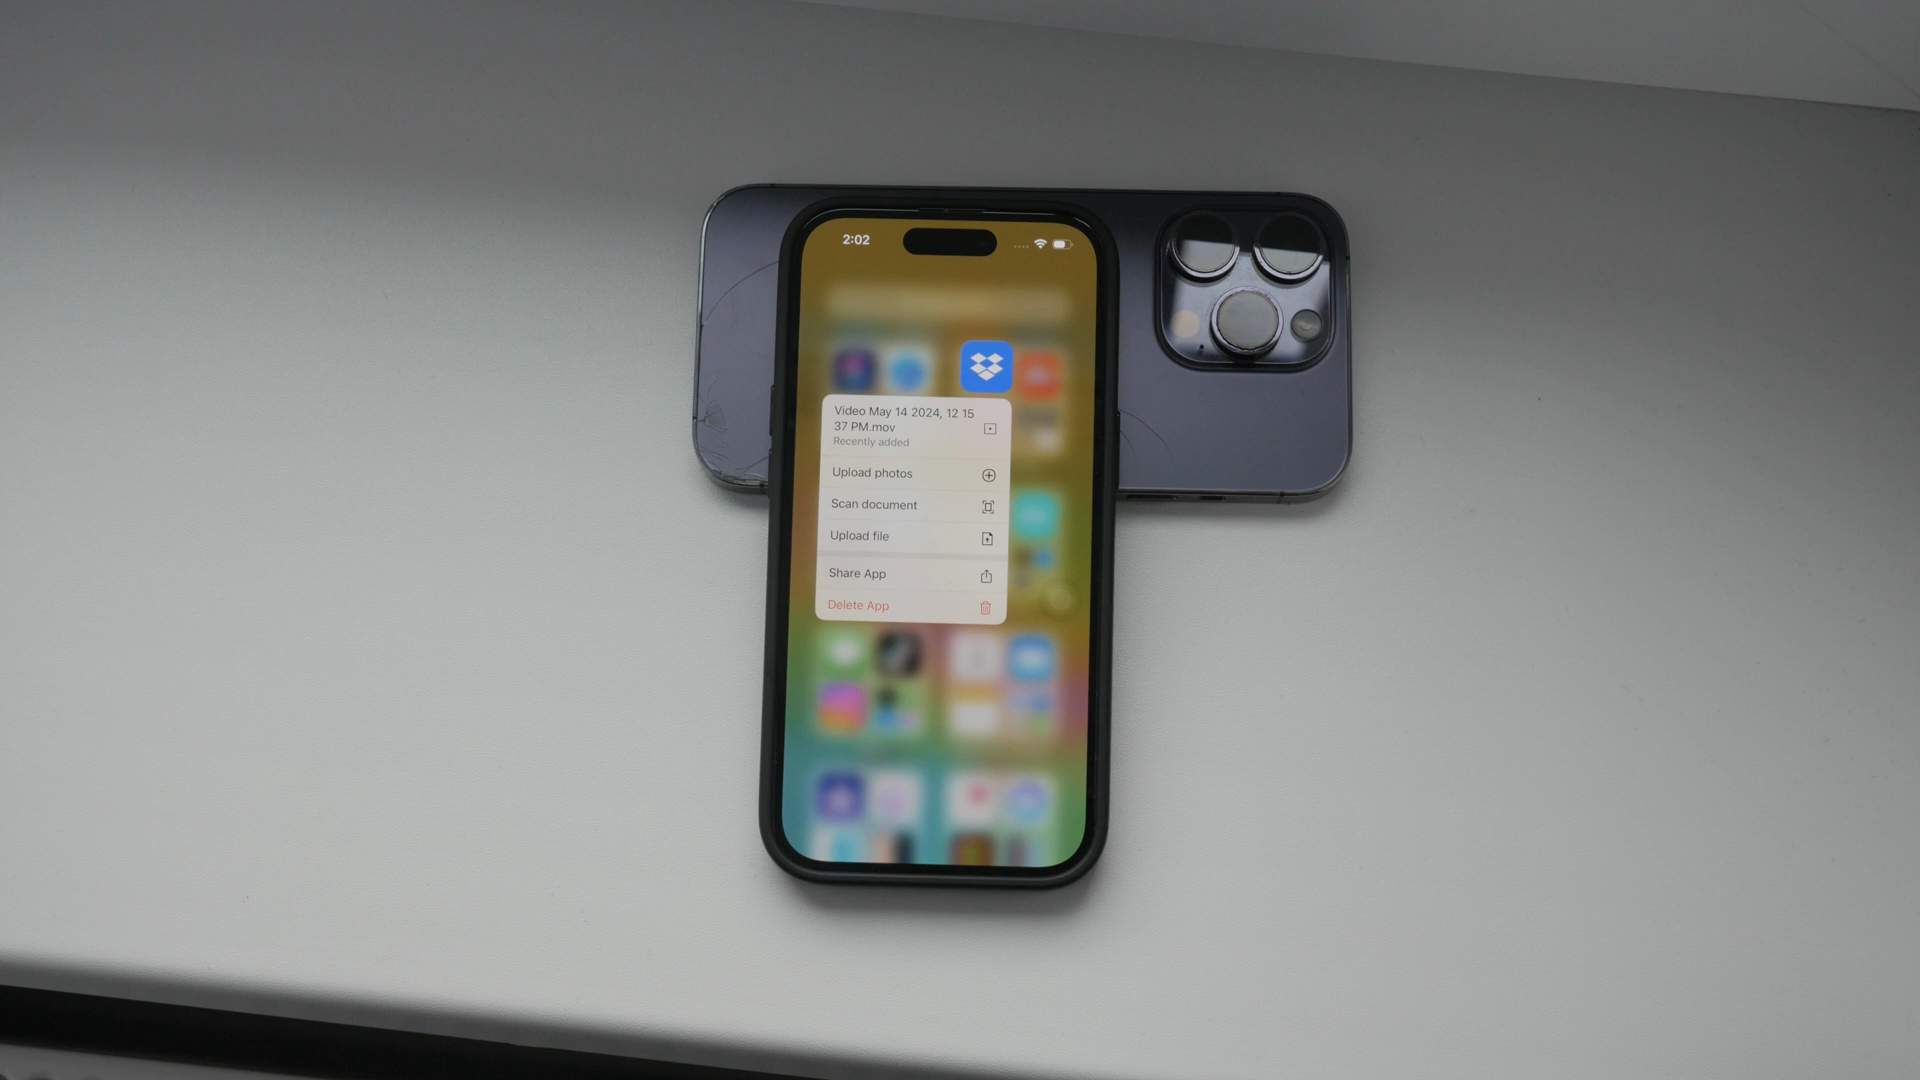 2:02
Video May 14 2024, 12 15
37 PM.mov
Recently added
Upload photos
Scan document
Upload file
Share App
Delete App